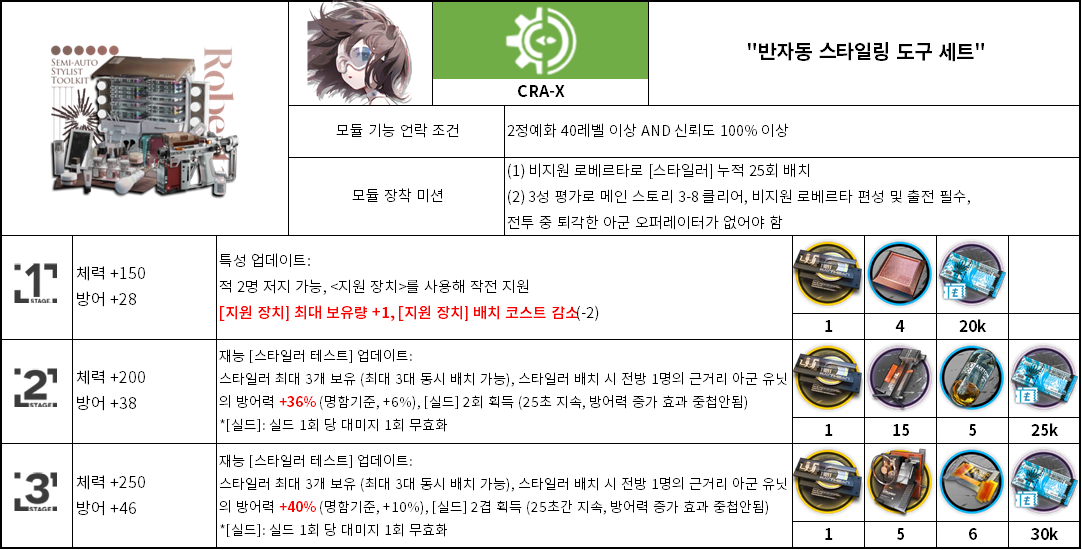 SEMI-AUTO
STYLIST
TOOLKIT
Rober
CRA-X
"반자동 스타일링 도구 세트"
모듈 기능 언락 조건
2정예화 40레벨 이상 AND 신뢰도 100% 이상
모듈 장착 미션
(1) 비지원 로베르타로 [스타일러] 누적 25회 배치
(2) 3성 평가로 메인 스토리 3-8 클리어, 비지원 로베르타 편성 및 출전 필수,
전투 중 퇴각한 아군 오퍼레이터가 없어야 함
1
STAGE
체력 +150
방어 +28
특성 업데이트:
적 2명 저지 가능, <지원 장치>를 사용해 작전 지원
[지원 장치] 최대 보유량 +1, [지원 장치] 배치 코스트 감소(-2)
1
4
20k
2
STAGE
체력 +200
방어 +38
재능 [스타일러 테스트] 업데이트:
스타일러 최대 3개 보유 (최대 3대 동시 배치 가능), 스타일러 배치 시 전방 1명의 근거리 아군 유닛
의 방어력 +36% (명함기준, +6%), [실드] 2회 획득 (25초 지속, 방어력 증가 효과 중첩안됨)
*[실드]: 실드 1회 당 대미지 1회 무효화
1
15
5
25k
3
STAGE
체력 +250
방어 +46
재능 [스타일러 테스트] 업데이트:
스타일러 최대 3개 보유 (최대 3대 동시 배치 가능), 스타일러 배치 시 전방 1명의 근거리 아군 유닛
의 방어력 +40% (명함기준, +10%), [실드] 2겹 획득 (25초간 지속, 방어력 증가 효과 중첩안됨)
*[실드]: 실드 1회 당 대미지 1회 무효화
1
5
6
30k